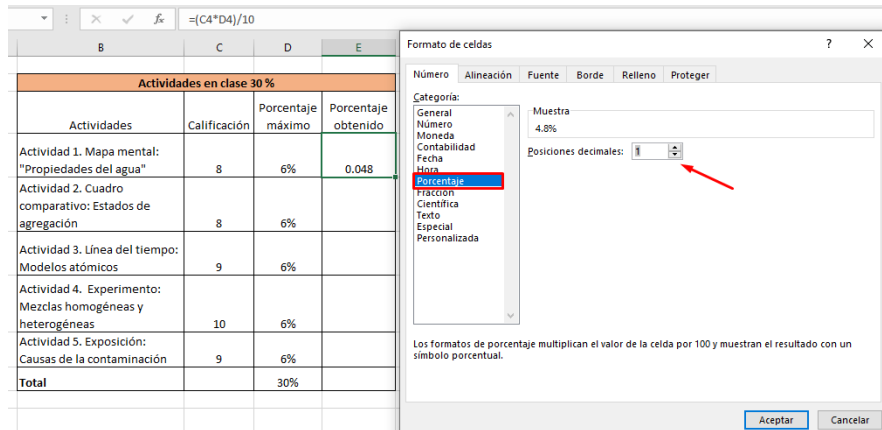 fx =(C4*D4)/10
B C D E
Actividades en clase 30 %
Actividades Calificación Porcentaje máximo Porcentaje obtenido
Actividad 1. Mapa mental:
"Propiedades del agua" 8 6% 0.048
Actividad 2. Cuadro
comparativo: Estados de
agregación 8 6%
Actividad 3. Línea del tiempo:
Modelos atómicos 9 6%
Actividad 4.  Experimento:
Mezclas homogéneas y
heterogéneas 10 6%
Actividad 5. Exposición:
Causas de la contaminación 9 6%
Total 30%
Formato de celdas ? ×
Número Alineación Fuente Borde Relleno Proteger
Categoría:
General
Número
Moneda
Contabilidad
Fecha
Hora
Porcentaje
Fracción
Científica
Texto
Especial
Personalizada
Muestra
4.8%
Posiciones decimales: 1
Los formatos de porcentaje multiplican el valor de la celda por 100 y muestran el resultado con un
símbolo porcentual.
Aceptar Cancelar